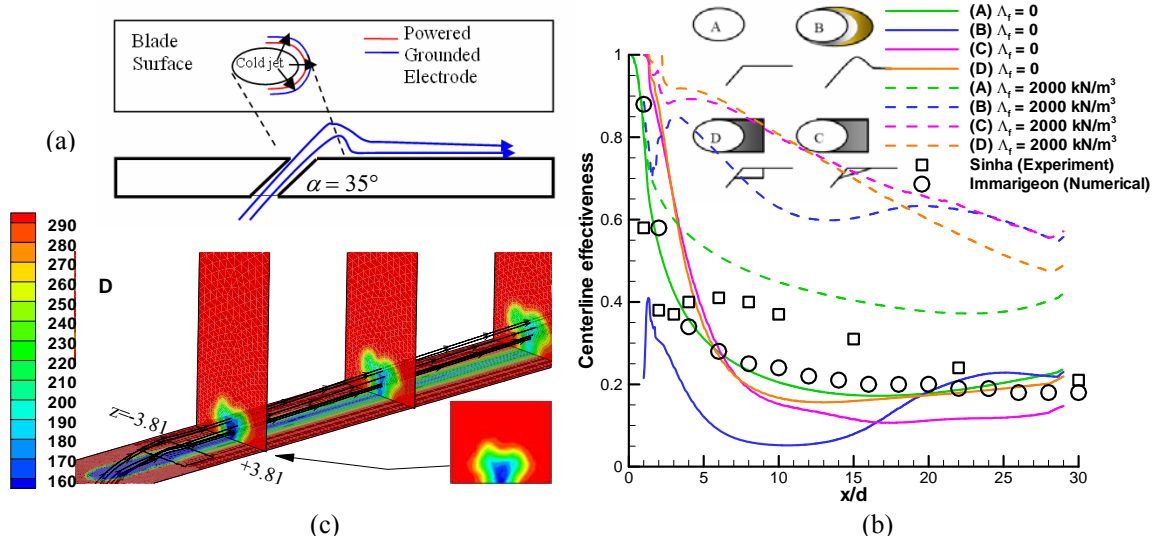 Blade
Surface
Cold jet
Powered
Grounded
Electrode
(a)
α = 35°
290
280
270
260
250
240
230
220
210
200
190
180
170
160
D
z=-3.81
+3.81
(c)
A
B
D
C
(A) Λf = 0
(B) Λf = 0
(C) Λf = 0
(D) Λf = 0
(A) Λf = 2000 kN/m³
(B) Λf = 2000 kN/m³
(C) Λf = 2000 kN/m³
(D) Λf = 2000 kN/m³
Sinha (Experiment)
Immarigeon (Numerical)
Centerline effectiveness
1
0.8
0.6
0.4
0.2
0
0 5 10 15 20 25 30
x/d
(b)